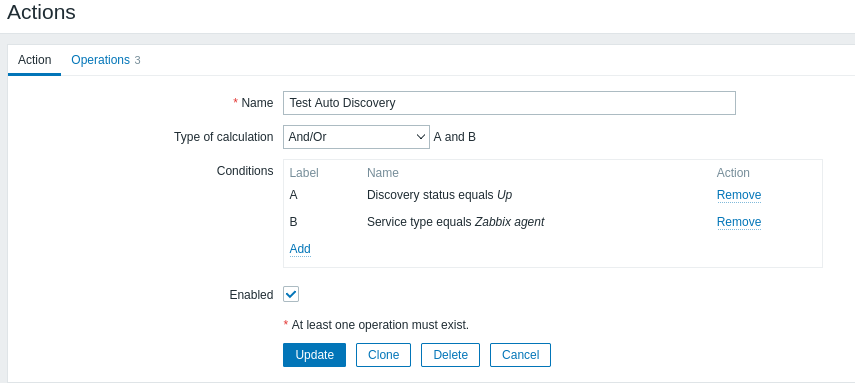 Actions
Action Operations 3
* Name Test Auto Discovery
Type of calculation And/Or A and B
Conditions Label Name Action
A Discovery status equals Up Remove
B Service type equals Zabbix agent Remove
Add
Enabled
* At least one operation must exist.
Update Clone Delete Cancel